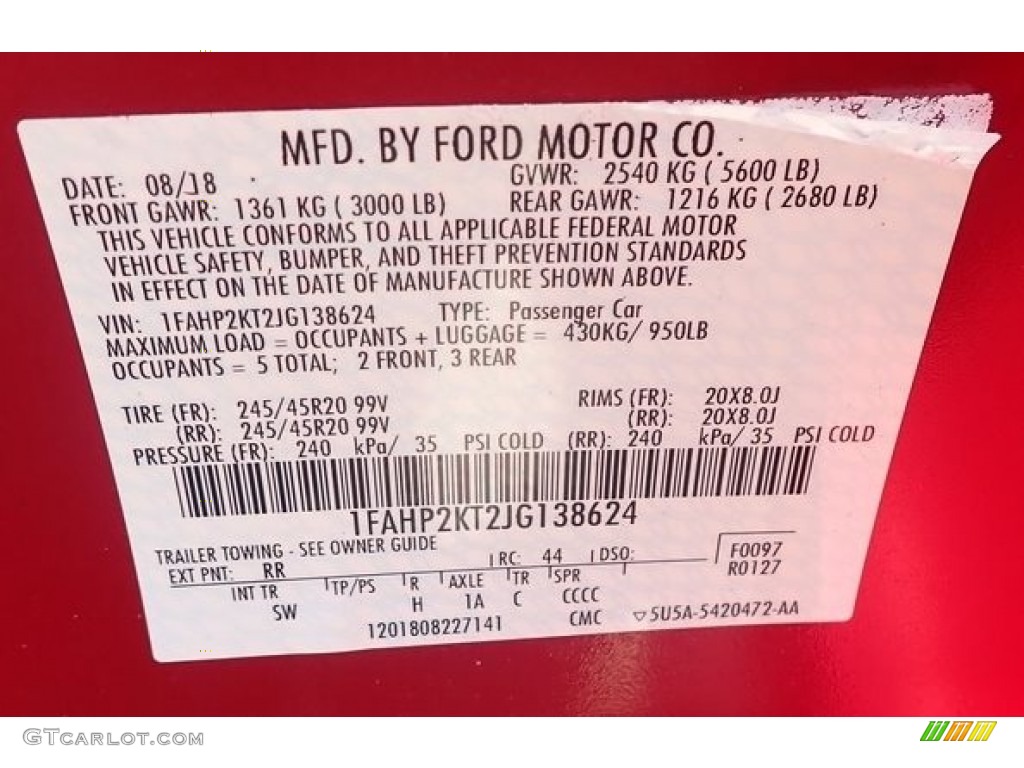 MFD. BY FORD MOTOR CO.
DATE: 08/18 GVWR: 2540 KG ( 5600 LB)
FRONT GAWR: 1361 KG ( 3000 LB) REAR GAWR: 1216 KG ( 2680 LB)
THIS VEHICLE CONFORMS TO ALL APPLICABLE FEDERAL MOTOR
VEHICLE SAFETY, BUMPER, AND THEFT PREVENTION STANDARDS
IN EFFECT ON THE DATE OF MANUFACTURE SHOWN ABOVE.
VIN: 1FAHP2KT2JG138624 TYPE: Passenger Car
MAXIMUM LOAD = OCCUPANTS + LUGGAGE = 430KG/ 950LB
OCCUPANTS = 5 TOTAL; 2 FRONT, 3 REAR
TIRE (FR): 245/45R20 99V RIMS (FR): 20X8.0J
(RR): 245/45R20 99V (RR): 20X8.0J
PRESSURE (FR): 240 kPa/ 35 PSI COLD (RR): 240 kPa/ 35 PSI COLD
1FAHP2KT2JG138624
TRAILER TOWING - SEE OWNER GUIDE
EXT PNT: RR RC: 44 DSO: F0097
R0127
INT TR TP/PS R AXLE TR SPR
SW H 1A C CCCC
1201808227141 CMC ▽5U5A-5420472-AA
GTCARLOT.COM